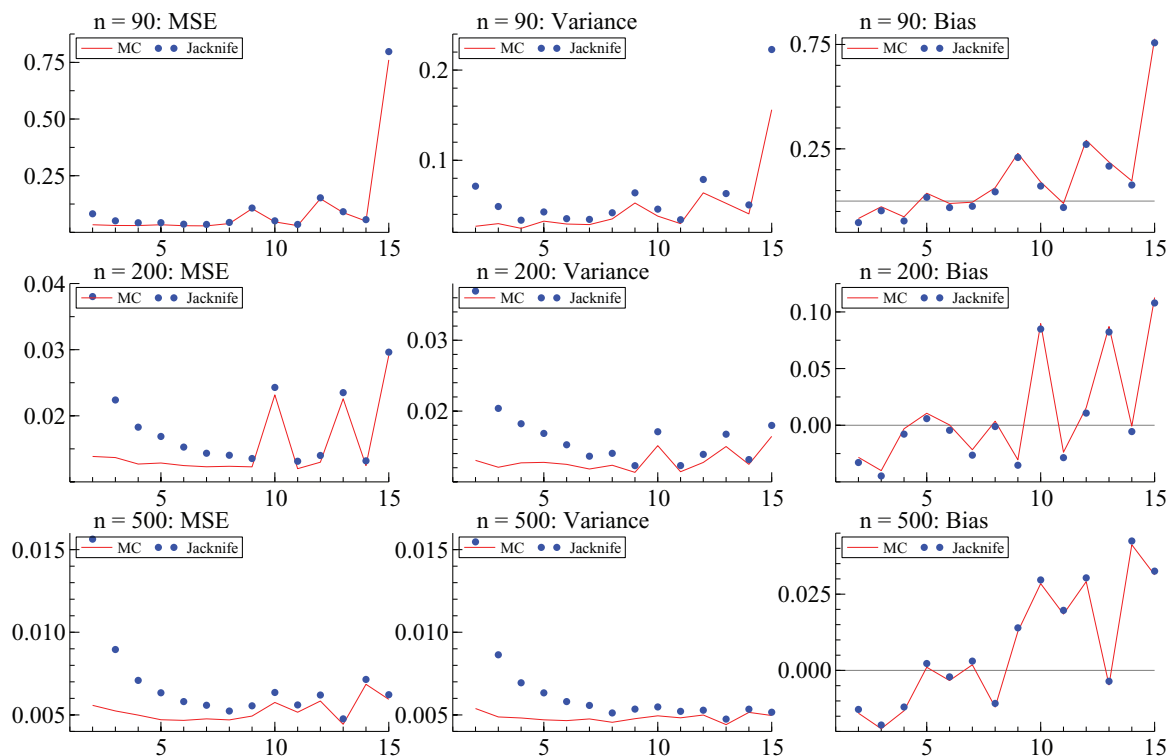 n = 90: MSE
n = 90: Variance
n = 90: Bias
MC Jacknife
MC Jacknife
MC Jacknife
0.75
0.50
0.25
5 10 15
0.2
0.1
5 10 15
0.75
0.25
5 10 15
n = 200: MSE
n = 200: Variance
n = 200: Bias
MC Jacknife
MC Jacknife
MC Jacknife
0.04
0.03
0.02
5 10 15
0.03
0.02
5 10 15
0.10
0.05
0.00
5 10 15
n = 500: MSE
n = 500: Variance
n = 500: Bias
MC Jacknife
MC Jacknife
MC Jacknife
0.015
0.010
0.005
5 10 15
0.015
0.010
0.005
5 10 15
0.025
0.000
5 10 15